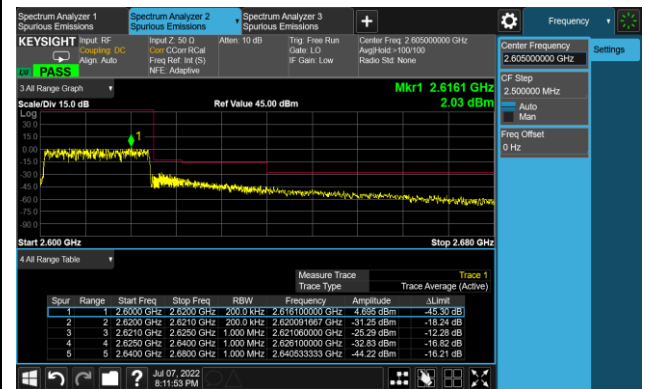 Spectrum Analyzer 1
Spurious Emissions
Spectrum Analyzer 2
Spurious Emissions
Spectrum Analyzer 3
Spurious Emissions
+
Frequency
KEYSIGHT
Input: RF
Coupling: DC
Align: Auto
Input Z: 50 Ω
Corr CCorr RCal
Freq Ref: Int (S)
NFE: Adaptive
Atten: 10 dB
Trig: Free Run
Gate: LO
IF Gain: Low
Center Freq: 2.605000000 GHz
Avg|Hold:>100/100
Radio Std: None
PASS
Center Frequency
2.605000000 GHz
Settings
CF Step
2.500000 MHz
Auto
Man
Freq Offset
0 Hz
3 All Range Graph
Mkr1 2.6161 GHz
Scale/Div 15.0 dB
Ref Value 45.00 dBm
2.03 dBm
Log
30.0
15.0
0.00
-15.0
-30.0
-45.0
-60.0
-75.0
-90.0
1
Start 2.600 GHz
Stop 2.680 GHz
4 All Range Table
Measure Trace Trace 1
Trace Type Trace Average (Active)
Spur Range Start Freq Stop Freq RBW Frequency Amplitude ΔLimit
1 1 2.6000 GHz 2.6200 GHz 200.0 kHz 2.616100000 GHz 4.695 dBm -45.30 dB
2 2 2.6200 GHz 2.6210 GHz 200.0 kHz 2.620091667 GHz -31.25 dBm -18.24 dB
3 3 2.6210 GHz 2.6250 GHz 1.000 MHz 2.621060000 GHz -25.29 dBm -12.28 dB
4 4 2.6250 GHz 2.6400 GHz 1.000 MHz 2.626100000 GHz -32.83 dBm -16.82 dB
5 5 2.6400 GHz 2.6800 GHz 1.000 MHz 2.640533333 GHz -44.22 dBm -16.21 dB
?
Jul 07, 2022
8:11:53 PM